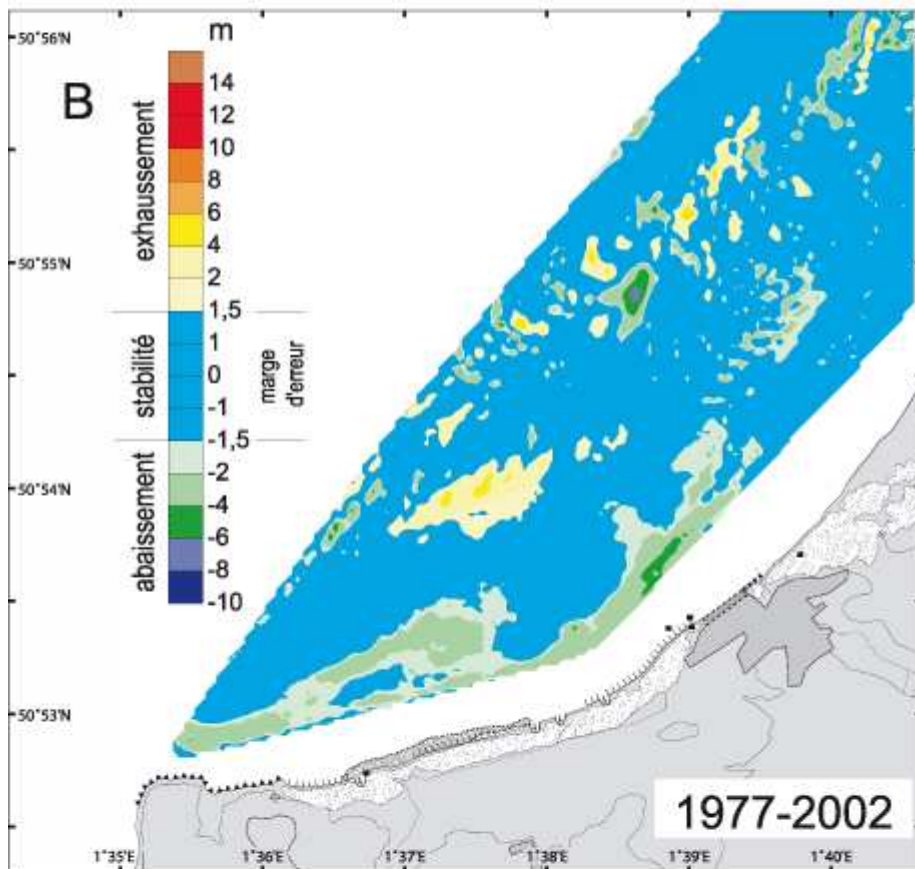 50°56'N
50°55'N
50°54'N
50°53'N
B
m
exhaussement
stabilité
abaissement
14
12
10
8
6
4
2
1,5
1
0
-1
-1,5
-2
-4
-6
-8
-10
marge
d'erreur
1977-2002
1°35'E
1°36'E
1°37'E
1°38'E
1°39'E
1°40'E